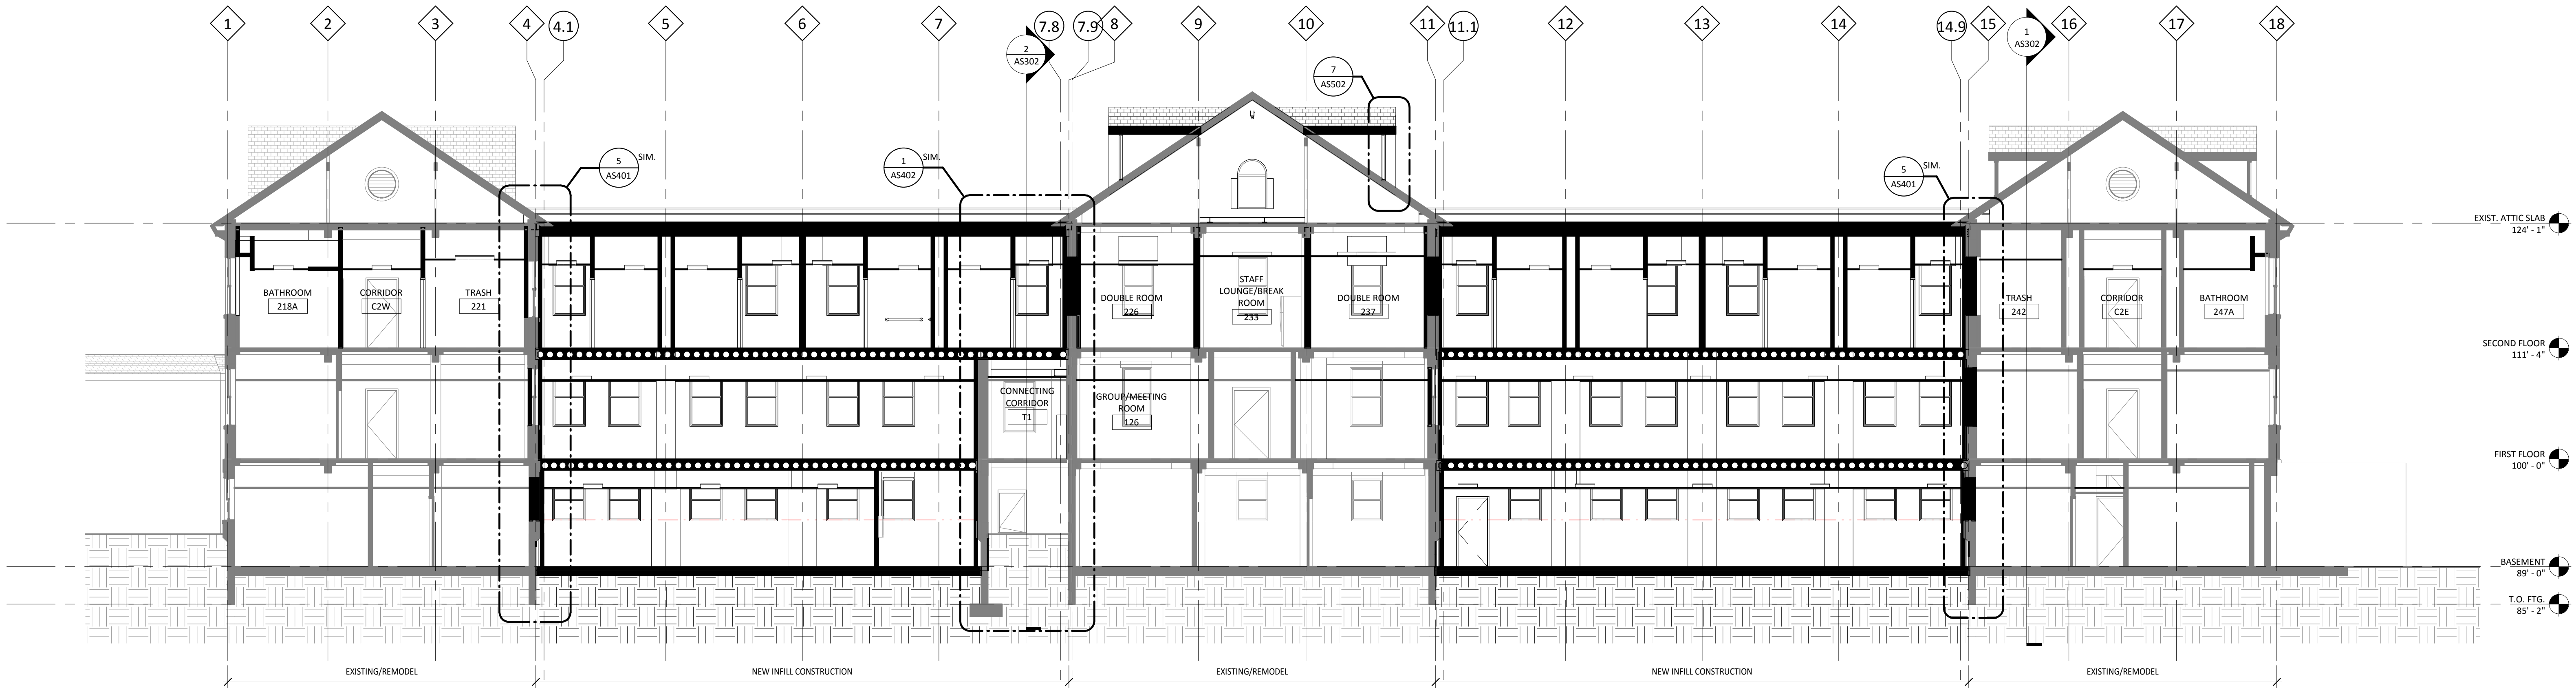 1
2
3
4
4.1
5
6
7
7.8
7.9
8
9
10
11
11.1
12
13
14
14.9
15
16
17
18
2
AS302
1
AS302
7
AS502
5
AS401
SIM.
1
AS402
SIM.
5
AS401
SIM.
EXIST. ATTIC SLAB
124' - 1"
BATHROOM
218A
CORRIDOR
C2W
TRASH
221
DOUBLE ROOM
226
STAFF
LOUNGE/BREAK
ROOM
233
DOUBLE ROOM
237
TRASH
242
CORRIDOR
C2E
BATHROOM
247A
SECOND FLOOR
111' - 4"
CONNECTING
CORRIDOR
T1
GROUP/MEETING
ROOM
126
FIRST FLOOR
100' - 0"
BASEMENT
89' - 0"
T.O. FTG.
85' - 2"
EXISTING/REMODEL
NEW INFILL CONSTRUCTION
EXISTING/REMODEL
NEW INFILL CONSTRUCTION
EXISTING/REMODEL